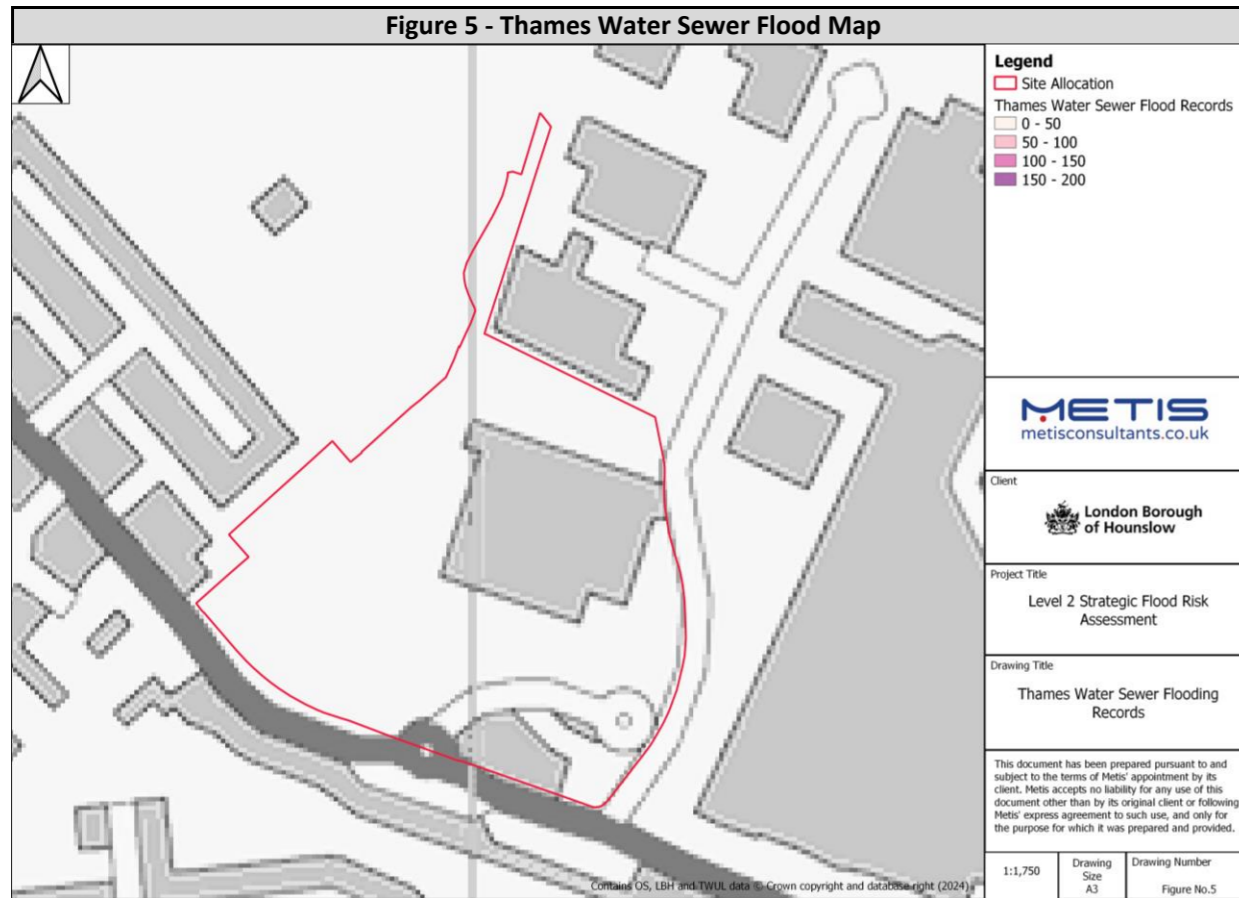 Figure 5 - Thames Water Sewer Flood Map
Legend
Site Allocation
Thames Water Sewer Flood Records
0 - 50
50 - 100
100 - 150
150 - 200
METIS
metisconsultants.co.uk
Client
London Borough
of Hounslow
Project Title
Level 2 Strategic Flood Risk
Assessment
Drawing Title
Thames Water Sewer Flooding
Records
This document has been prepared pursuant to and
subject to the terms of Metis' appointment by its
client. Metis accepts no liability for any use of this
document other than by its original client or following
Metis' express agreement to such use, and only for
the purpose for which it was prepared and provided.
Contains OS, LBH and TWUL data © Crown copyright and database right (2024)
1:1,750
Drawing
Size
A3
Drawing Number
Figure No.5